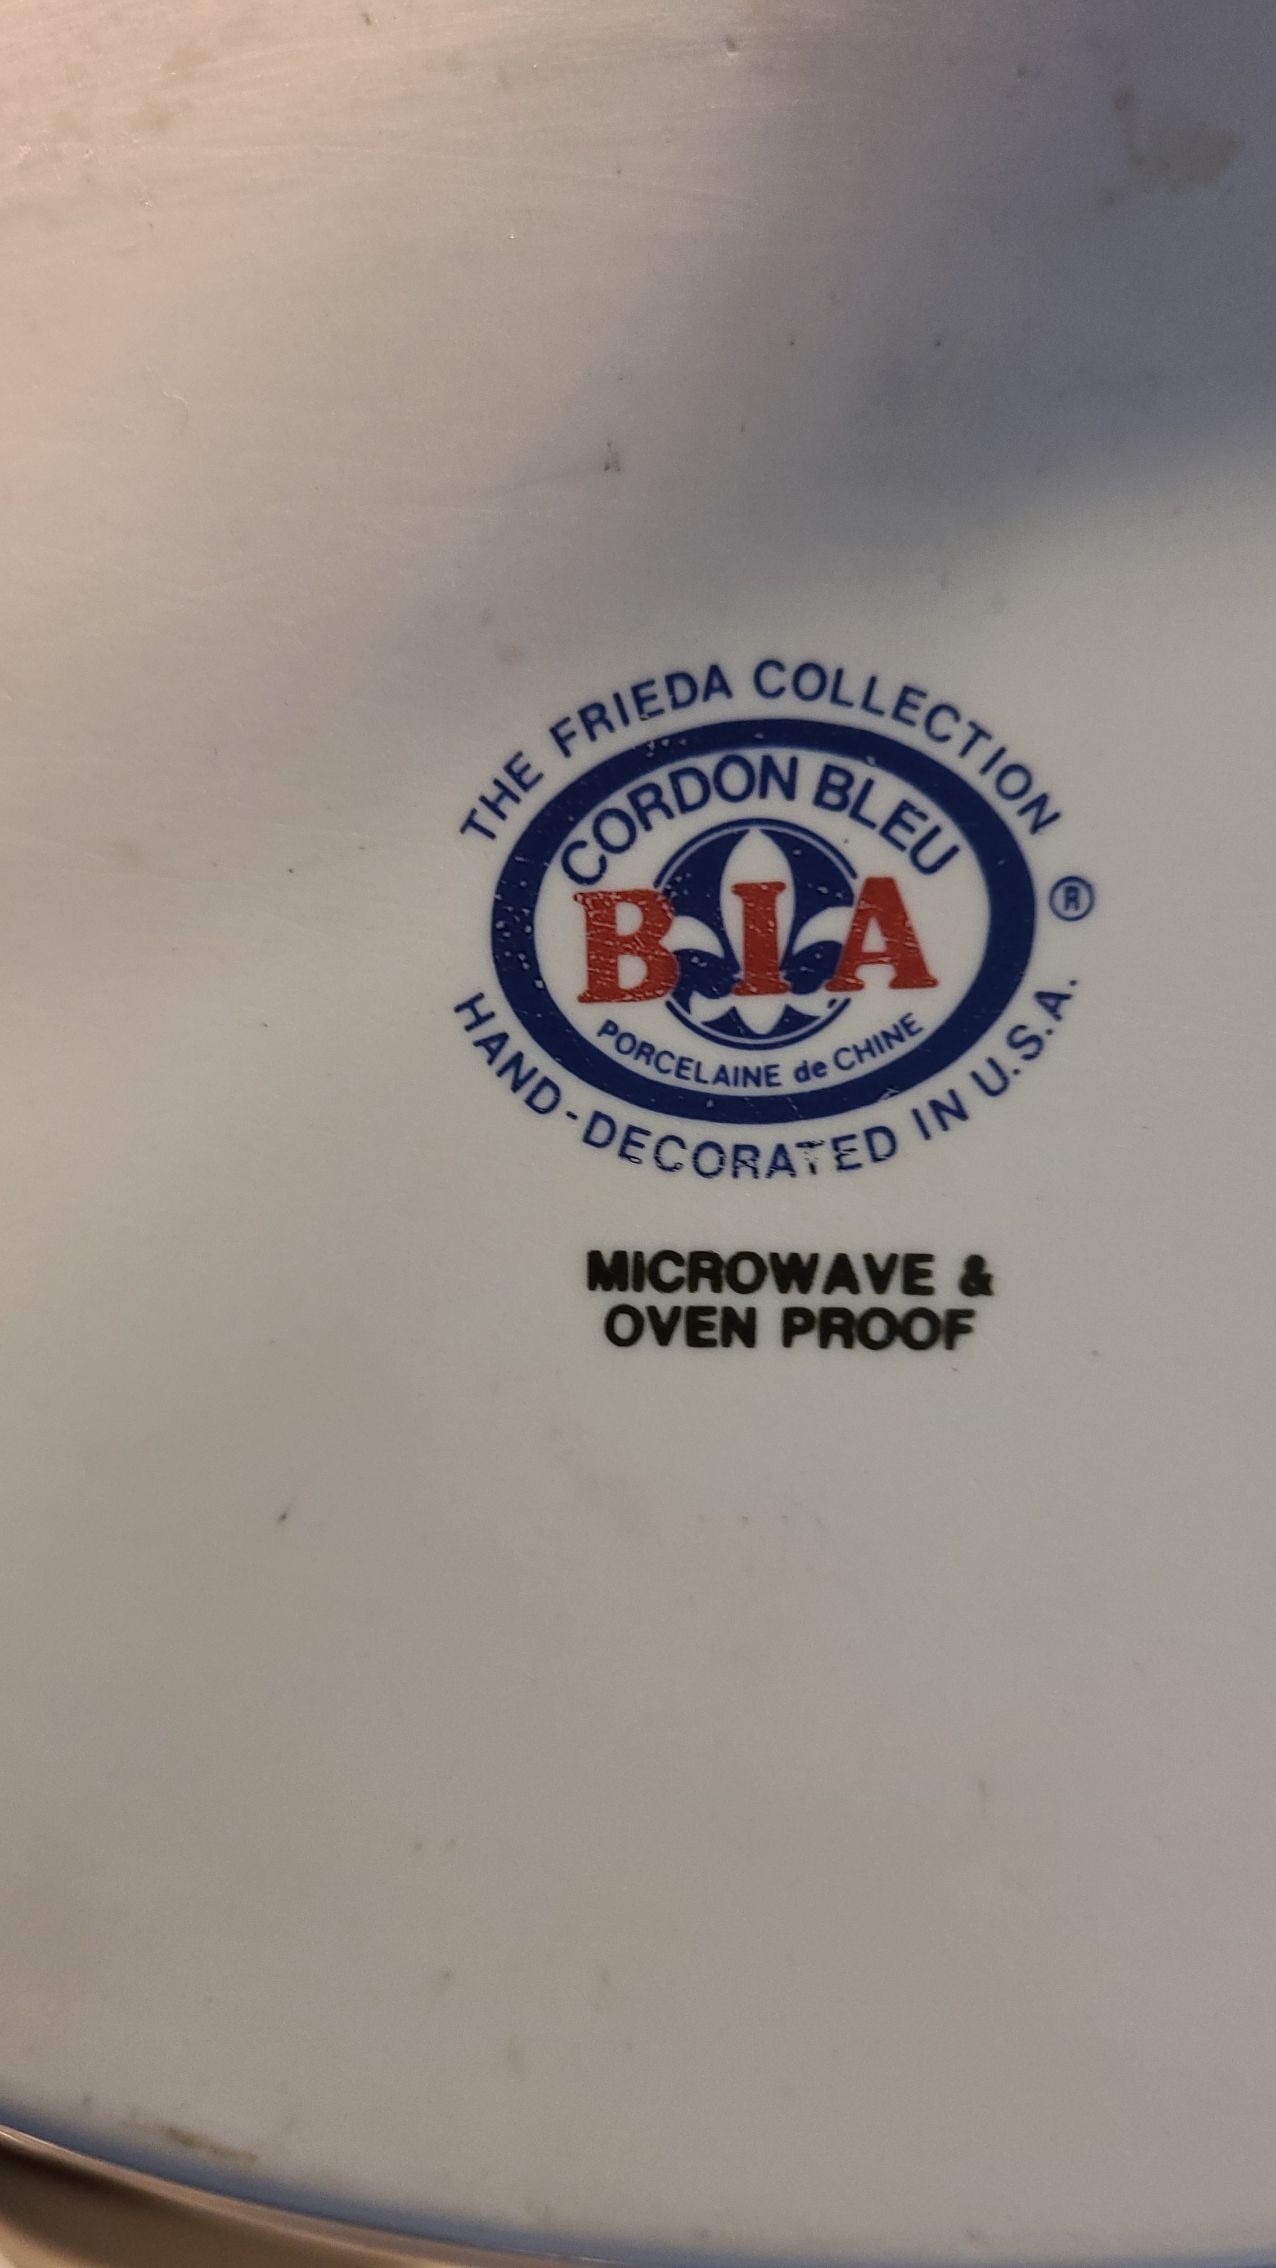 THE FRIEDA COLLECTION
CORDON BLEU
BIA
®
PORCELAINE de CHINE
HAND-DECORATED IN U.S.A.
MICROWAVE &
OVEN PROOF